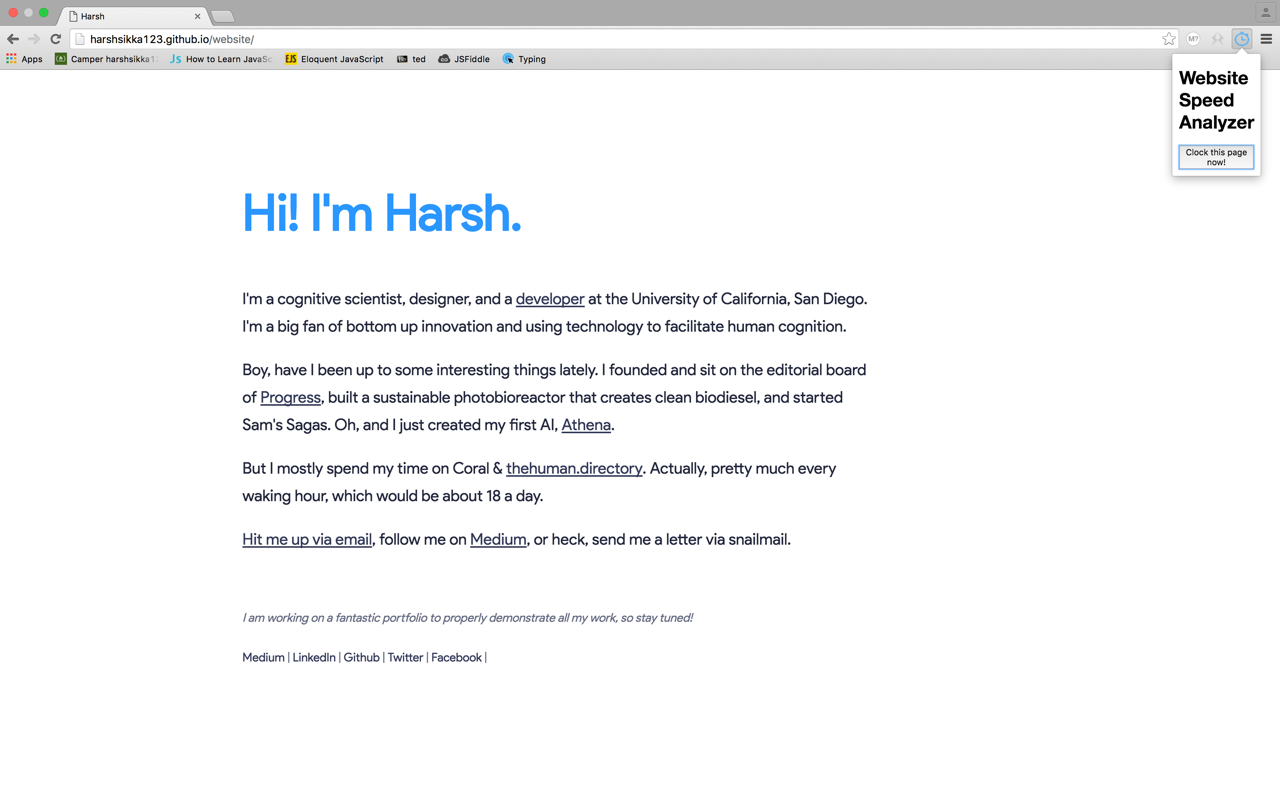 Harsh
harshsikka123.github.io/website/
M?
Apps
Camper harshsikka1
Js How to Learn JavaSc
EJS Eloquent JavaScript
ted
JSFiddle
Typing
Website
Speed
Analyzer
Clock this page
now!
Hi! I'm Harsh.
I'm a cognitive scientist, designer, and a developer at the University of California, San Diego.
I'm a big fan of bottom up innovation and using technology to facilitate human cognition.
Boy, have I been up to some interesting things lately. I founded and sit on the editorial board
of Progress, built a sustainable photobioreactor that creates clean biodiesel, and started
Sam's Sagas. Oh, and I just created my first AI, Athena.
But I mostly spend my time on Coral & thehuman.directory. Actually, pretty much every
waking hour, which would be about 18 a day.
Hit me up via email, follow me on Medium, or heck, send me a letter via snailmail.
I am working on a fantastic portfolio to properly demonstrate all my work, so stay tuned!
Medium | LinkedIn | Github | Twitter | Facebook |